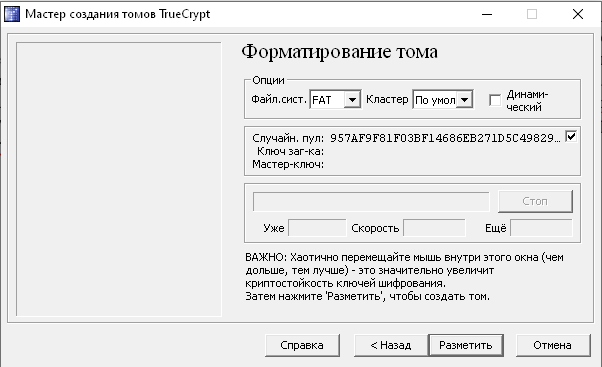 Мастер создания томов TrueCrypt
Форматирование тома
Опции
Файл.сист. FAT Кластер По умол Динами-
ческий
Случайн. пул: 957AF9F81F03BF14686EB271D5C49829...
Ключ заг-ка:
Мастер-ключ:
Стоп
Уже Скорость Ещё
ВАЖНО: Хаотично перемещайте мышь внутри этого окна (чем
дольше, тем лучше) - это значительно увеличит
криптостойкость ключей шифрования.
Затем нажмите 'Разметить', чтобы создать том.
Справка < Назад Разметить Отмена